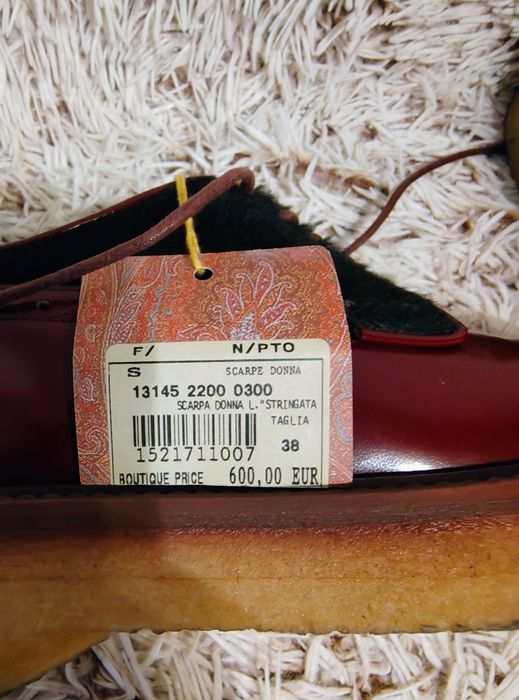 F/ N/PTO
S SCARPE DONNA
13145 2200 0300
SCARPA DONNA L."STRINGATA
TAGLIA
38
1521711007
BOUTIQUE PRICE 600,00 EUR